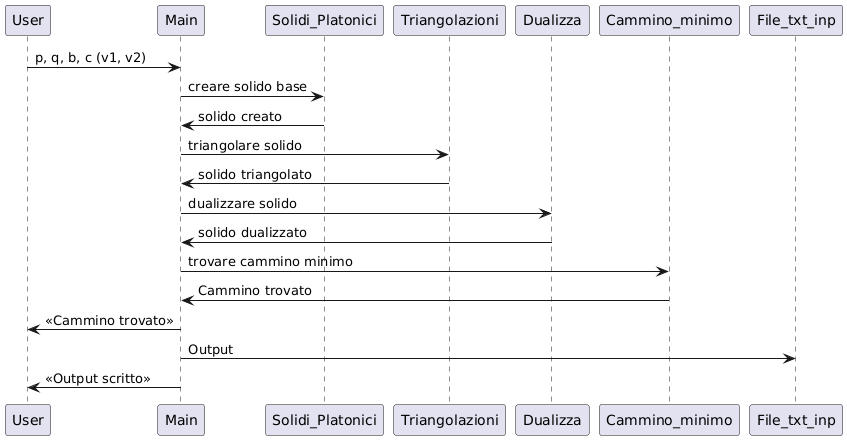 User Main Solidi_Platonici Triangolazioni Dualizza Cammino_minimo File_txt_inp
p, q, b, c (v1, v2)
creare solido base
solido creato
triangolare solido
solido triangolato
dualizzare solido
solido dualizzato
trovare cammino minimo
Cammino trovato
«Cammino trovato»
Output
«Output scritto»
User Main Solidi_Platonici Triangolazioni Dualizza Cammino_minimo File_txt_inp